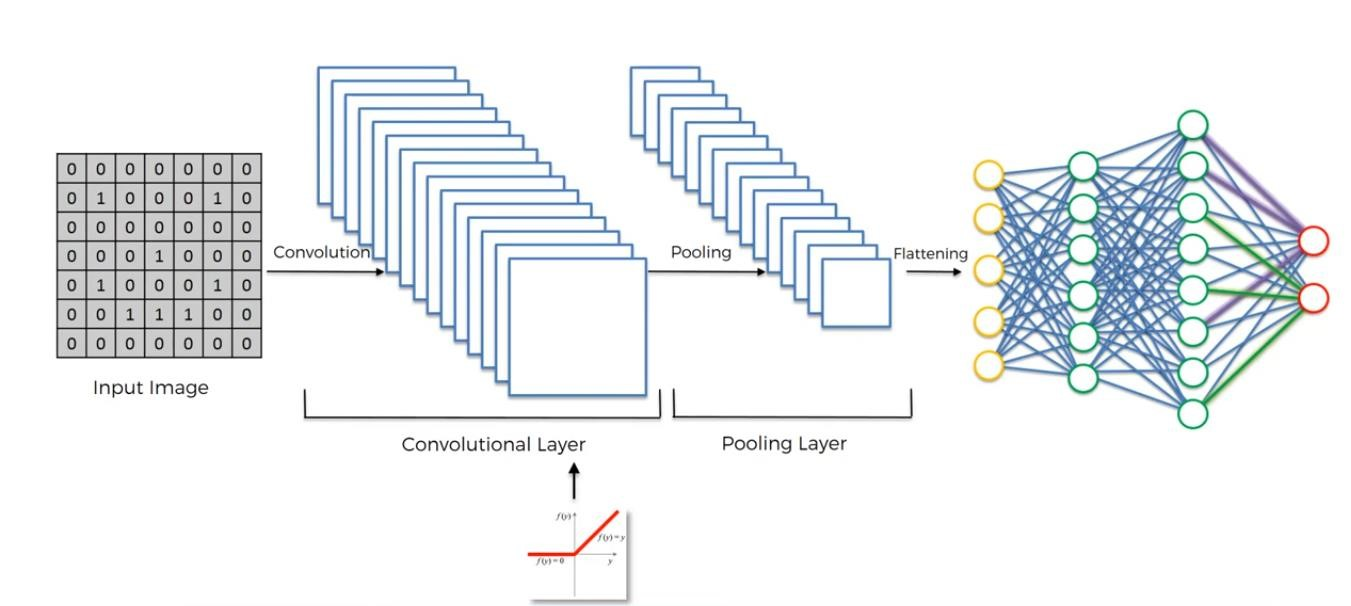 0 0 0 0 0 0 0
0 1 0 0 0 1 0
0 0 0 0 0 0 0
0 0 0 1 0 0 0
0 1 0 0 0 1 0
0 0 1 1 1 0 0
0 0 0 0 0 0 0
Input Image
Convolution
Pooling
Flattening
Convolutional Layer
Pooling Layer
f(y)
f(y)=y
f(y)=0
y